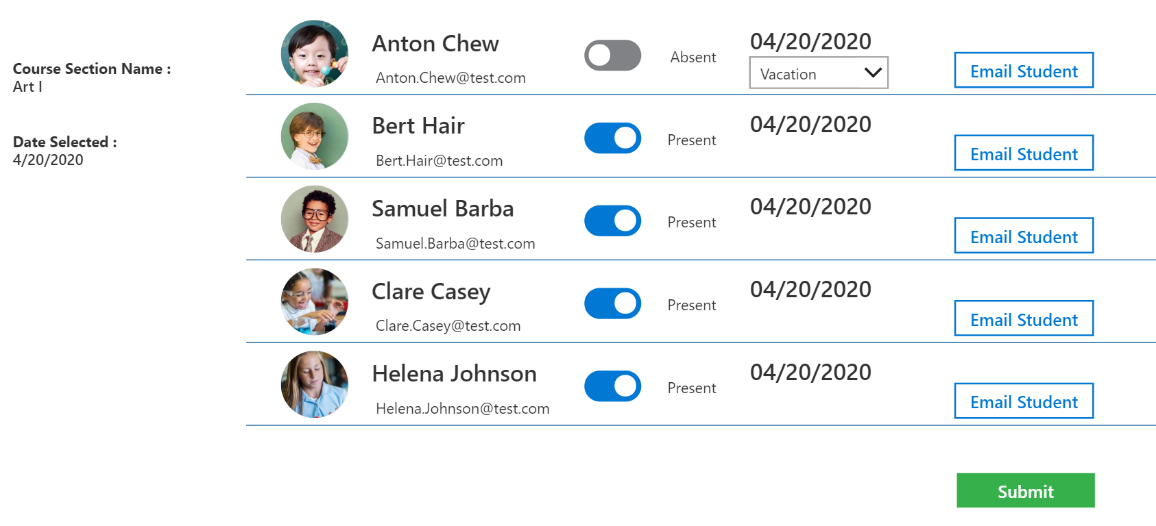 Course Section Name :
Art I
Date Selected :
4/20/2020
Anton Chew
Anton.Chew@test.com
Absent
04/20/2020
Vacation
Email Student
Bert Hair
Bert.Hair@test.com
Present
04/20/2020
Email Student
Samuel Barba
Samuel.Barba@test.com
Present
04/20/2020
Email Student
Clare Casey
Clare.Casey@test.com
Present
04/20/2020
Email Student
Helena Johnson
Helena.Johnson@test.com
Present
04/20/2020
Email Student
Submit